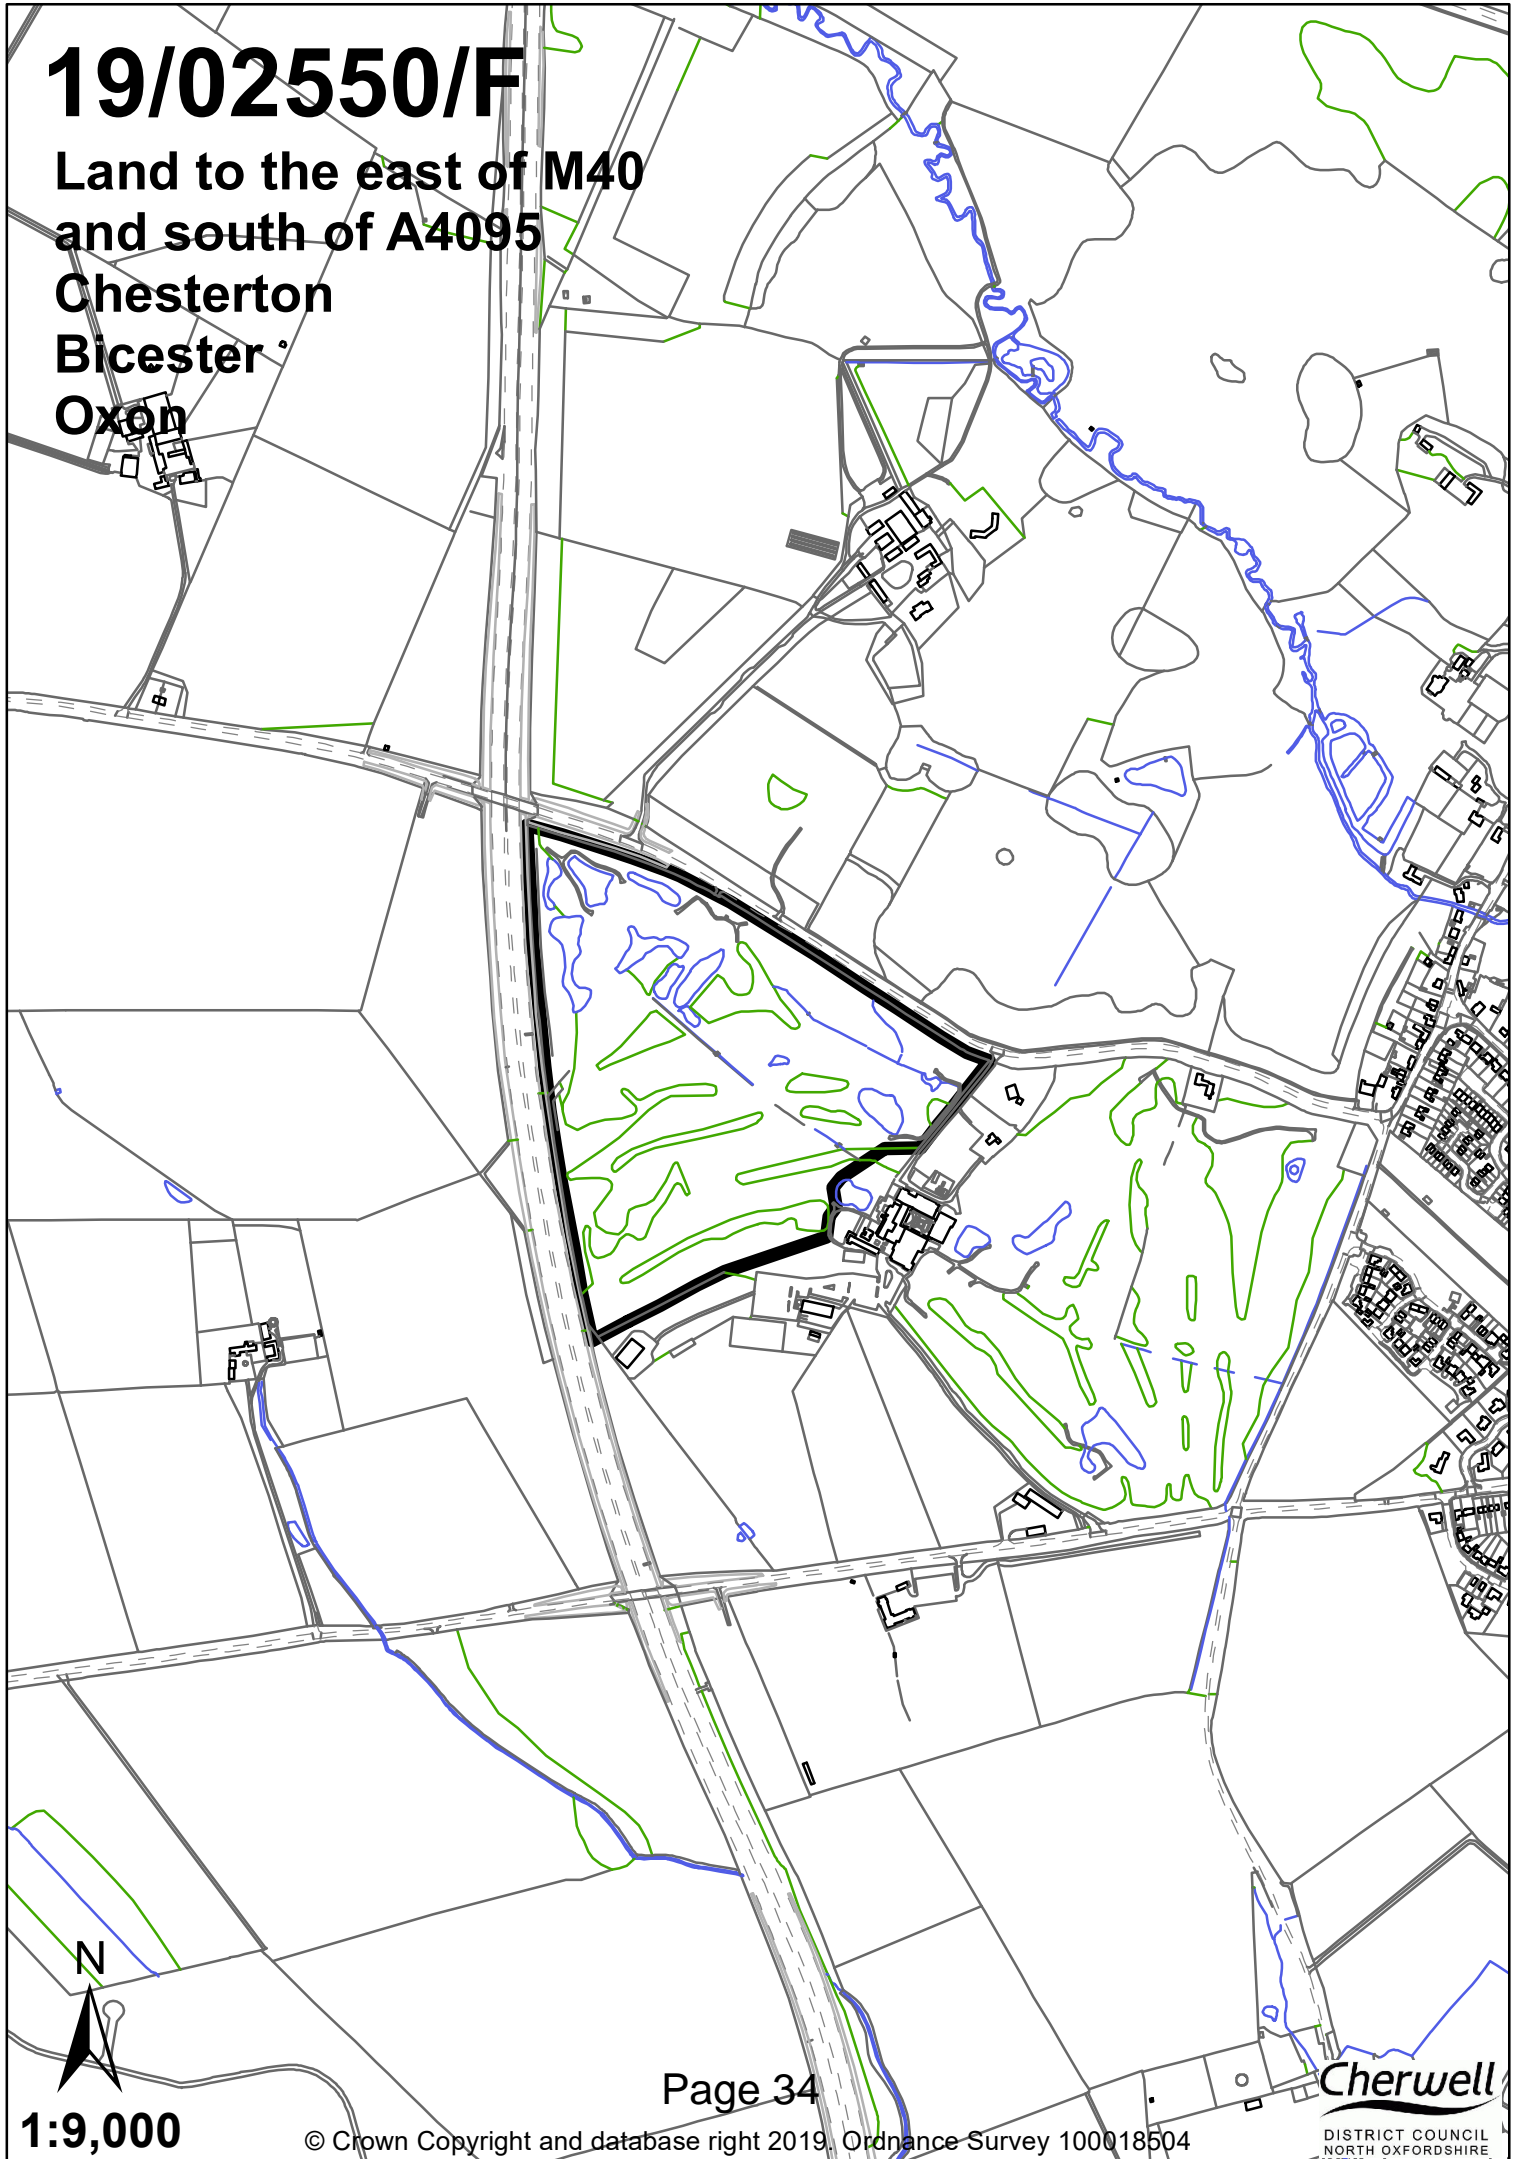 19/02550/F
Land to the east of M40
and south of A4095
Chesterton
Bicester
Oxon
N
1:9,000
Page 34
© Crown Copyright and database right 2019. Ordnance Survey 100018504
Cherwell
DISTRICT COUNCIL
NORTH OXFORDSHIRE